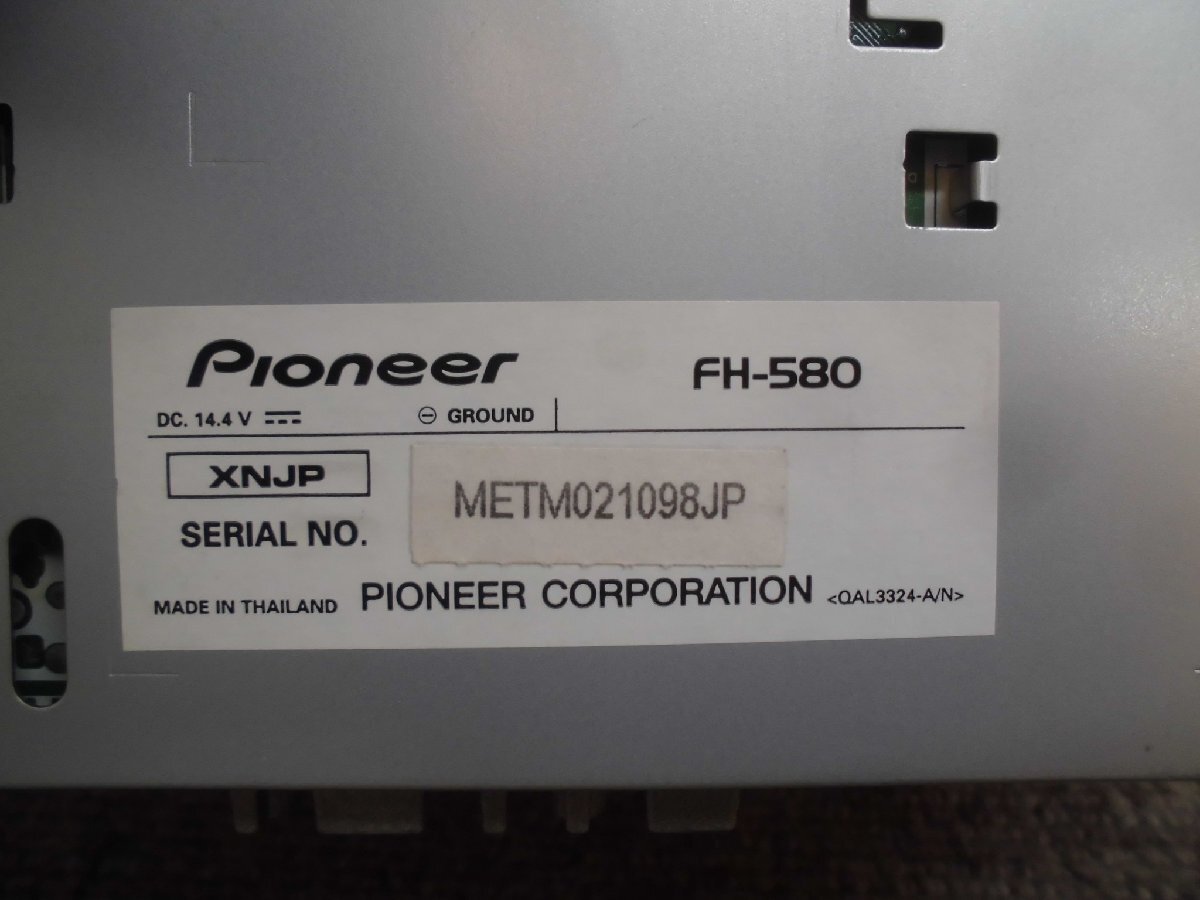 Pioneer FH-580
DC. 14.4 V ⎓ ⊖ GROUND
XNJP
METM021098JP
SERIAL NO.
MADE IN THAILAND PIONEER CORPORATION <QAL3324-A/N>